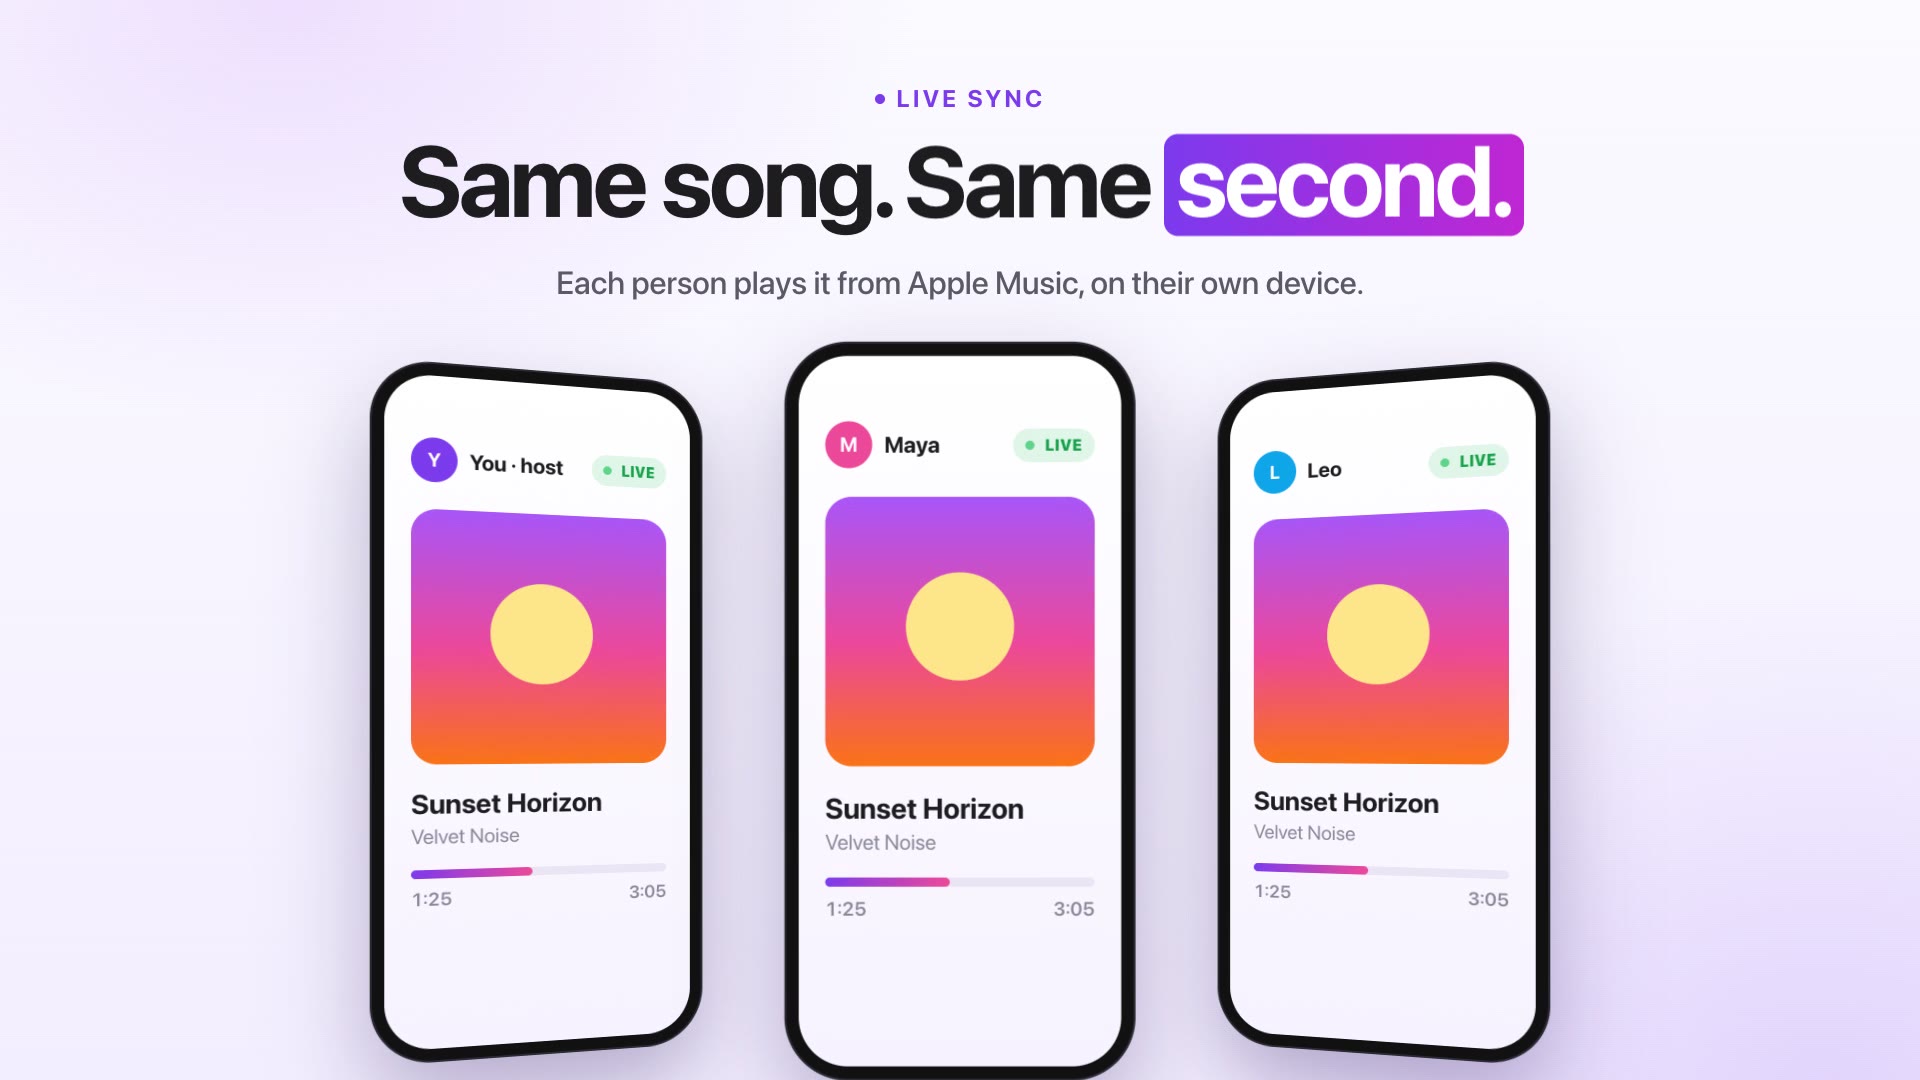 LIVE SYNC
Same song. Same second.
Each person plays it from Apple Music, on their own device.
Y You · host LIVE
Sunset Horizon
Velvet Noise
1:25 3:05
M Maya LIVE
Sunset Horizon
Velvet Noise
1:25 3:05
L Leo LIVE
Sunset Horizon
Velvet Noise
1:25 3:05